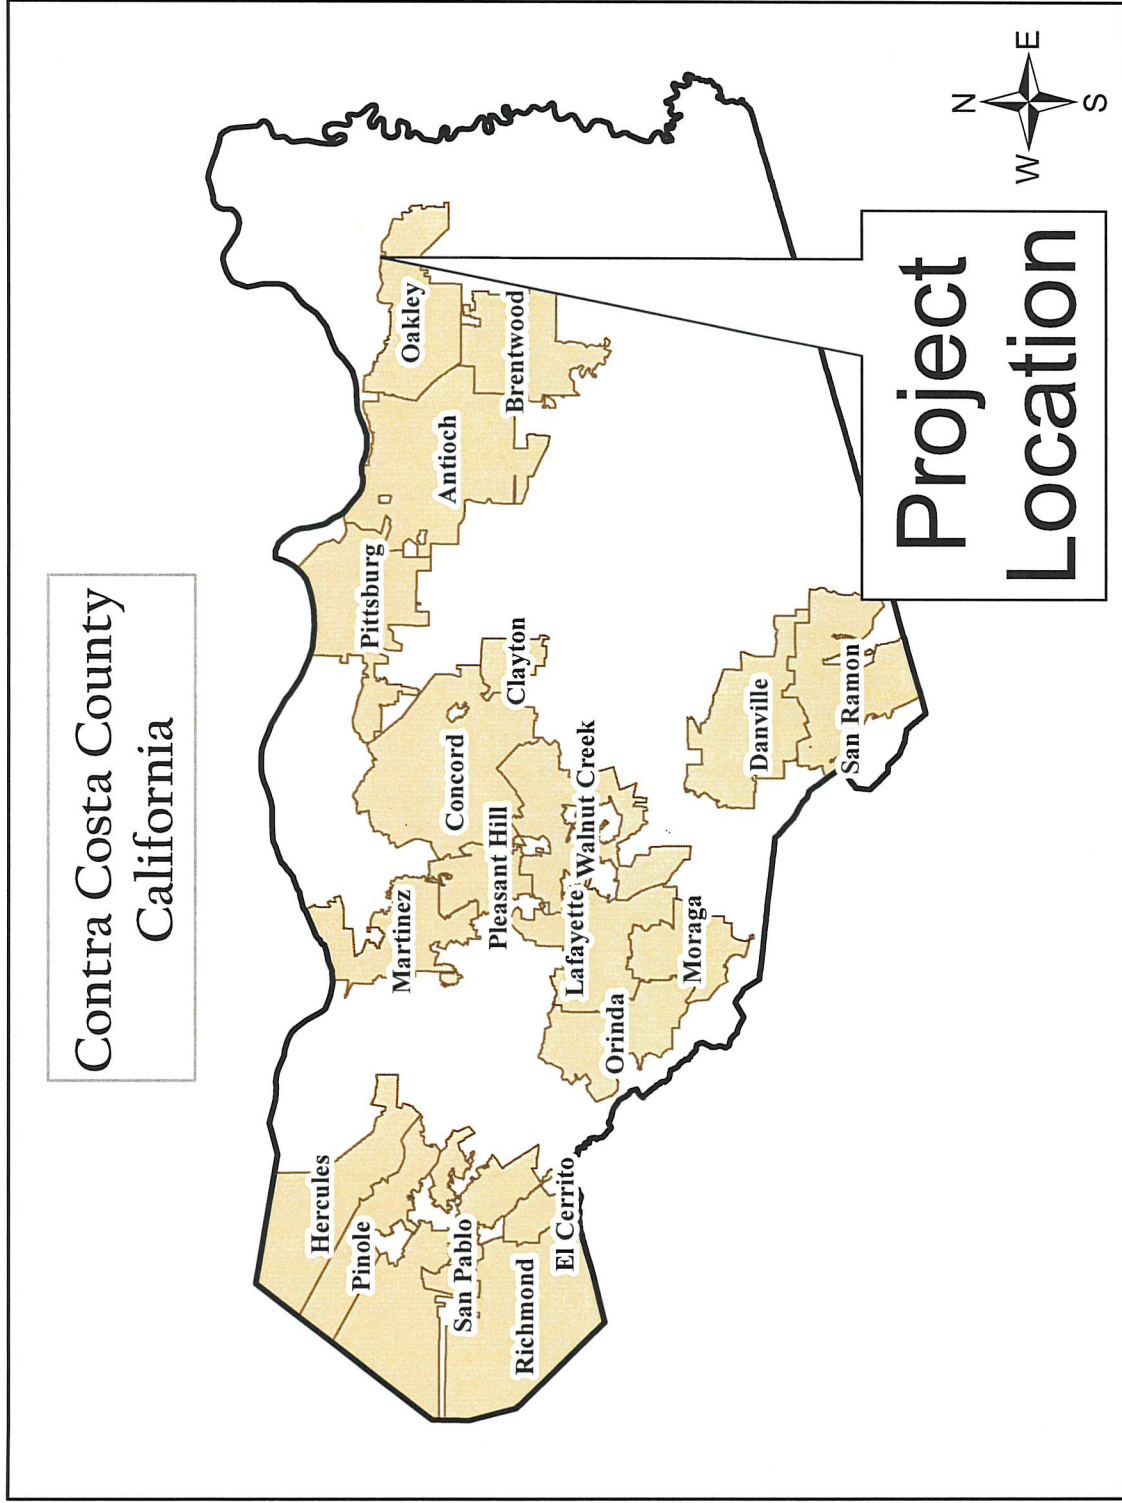 Contra Costa County
California
Hercules
Pinole
San Pablo
Richmond
El Cerrito
Martinez
Pleasant Hill
Concord
Clayton
Lafayette
Walnut Creek
Orinda
Moraga
Danville
San Ramon
Pittsburg
Antioch
Oakley
Brentwood
Project
Location
N
W
E
S